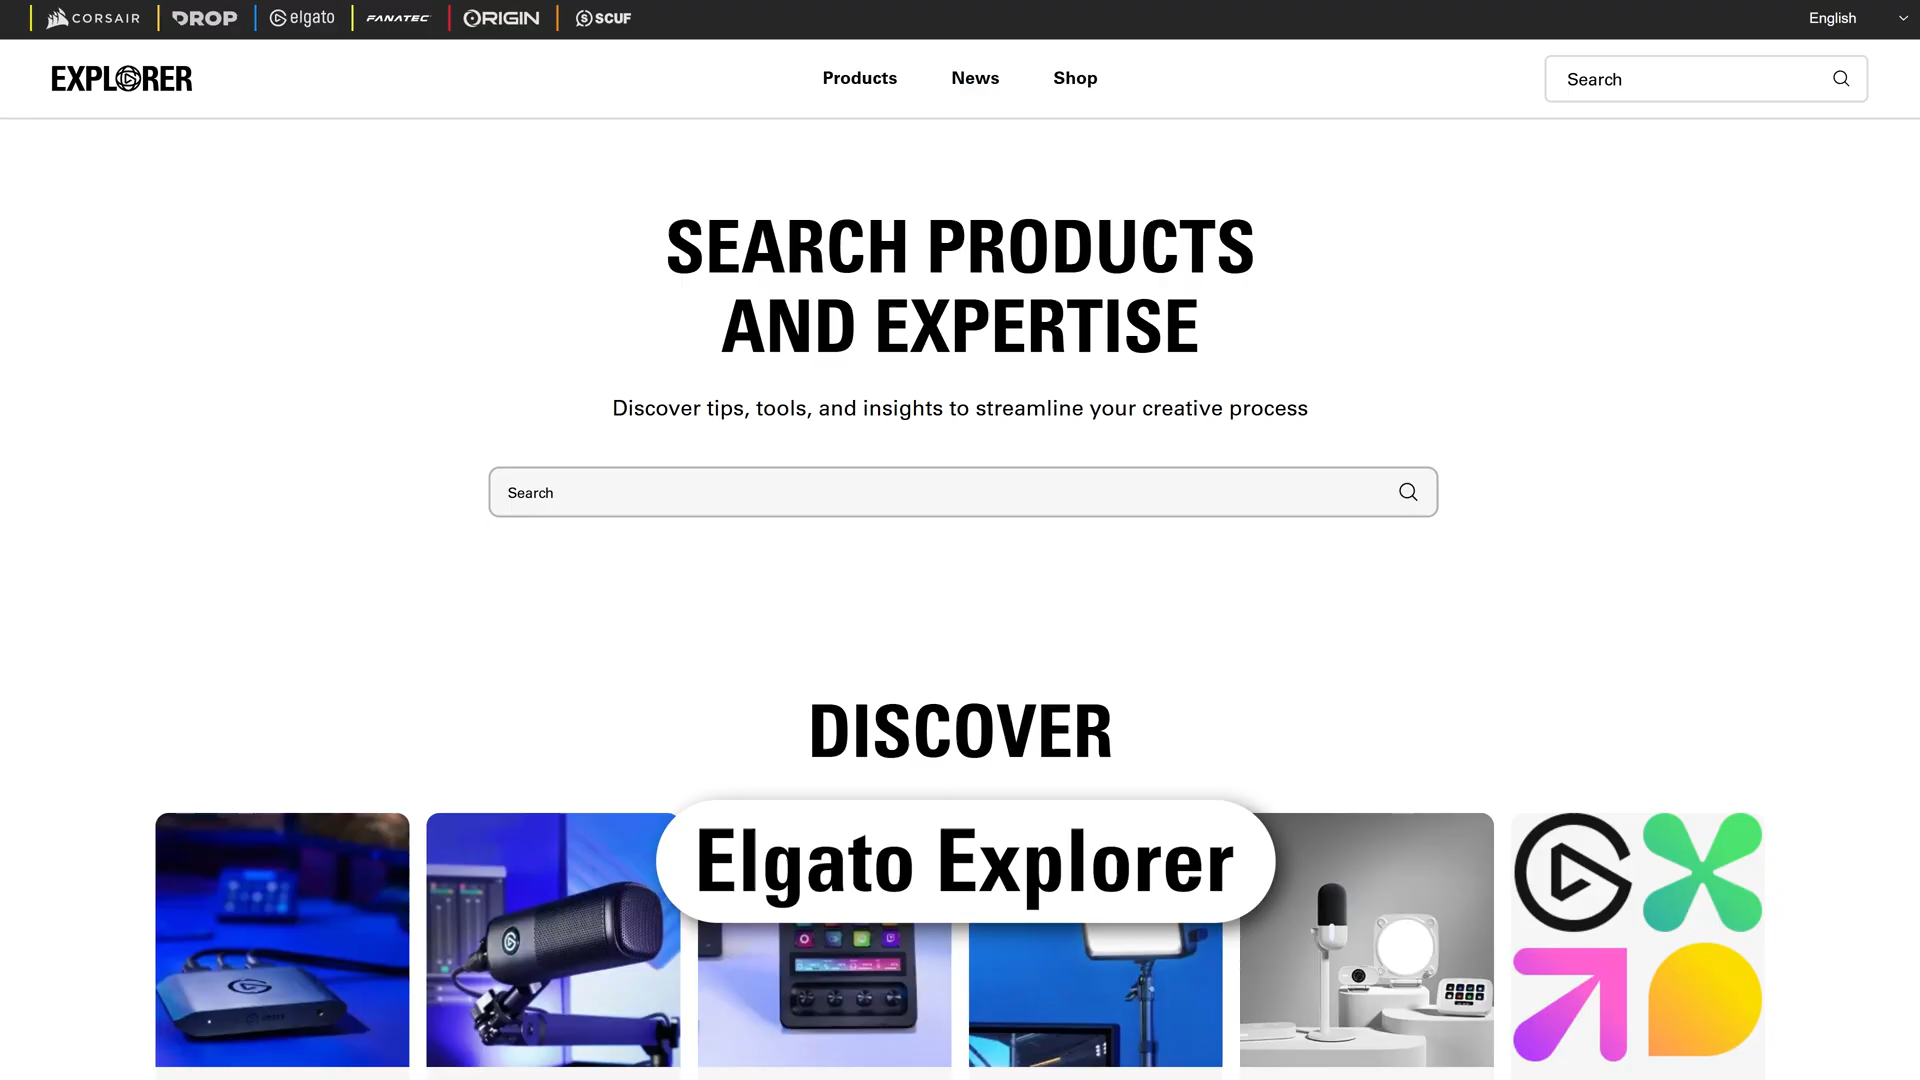 CORSAIR
DROP
elgato
FANATEC
ORIGIN
SCUF
English
EXPLORER
Products
News
Shop
Search
SEARCH PRODUCTS
AND EXPERTISE
Discover tips, tools, and insights to streamline your creative process
Search
DISCOVER
Elgato Explorer